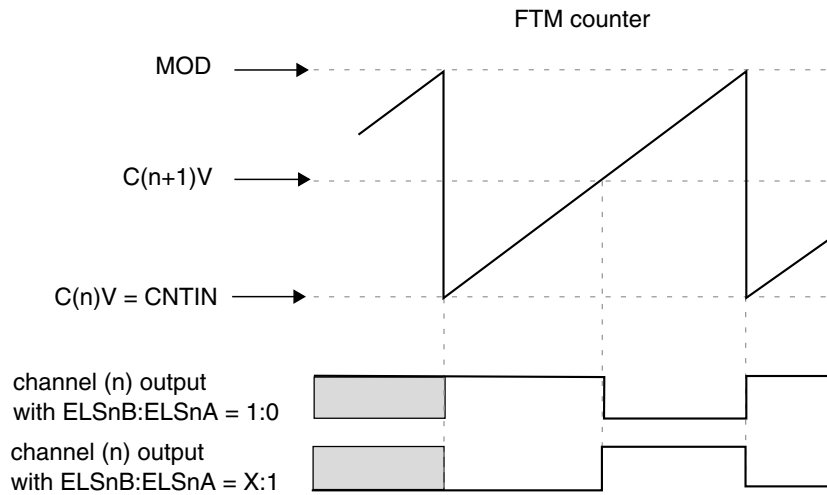 FTM counter
MOD
C(n+1)V
C(n)V = CNTIN
channel (n) output
with ELSnB:ELSnA = 1:0
channel (n) output
with ELSnB:ELSnA = X:1